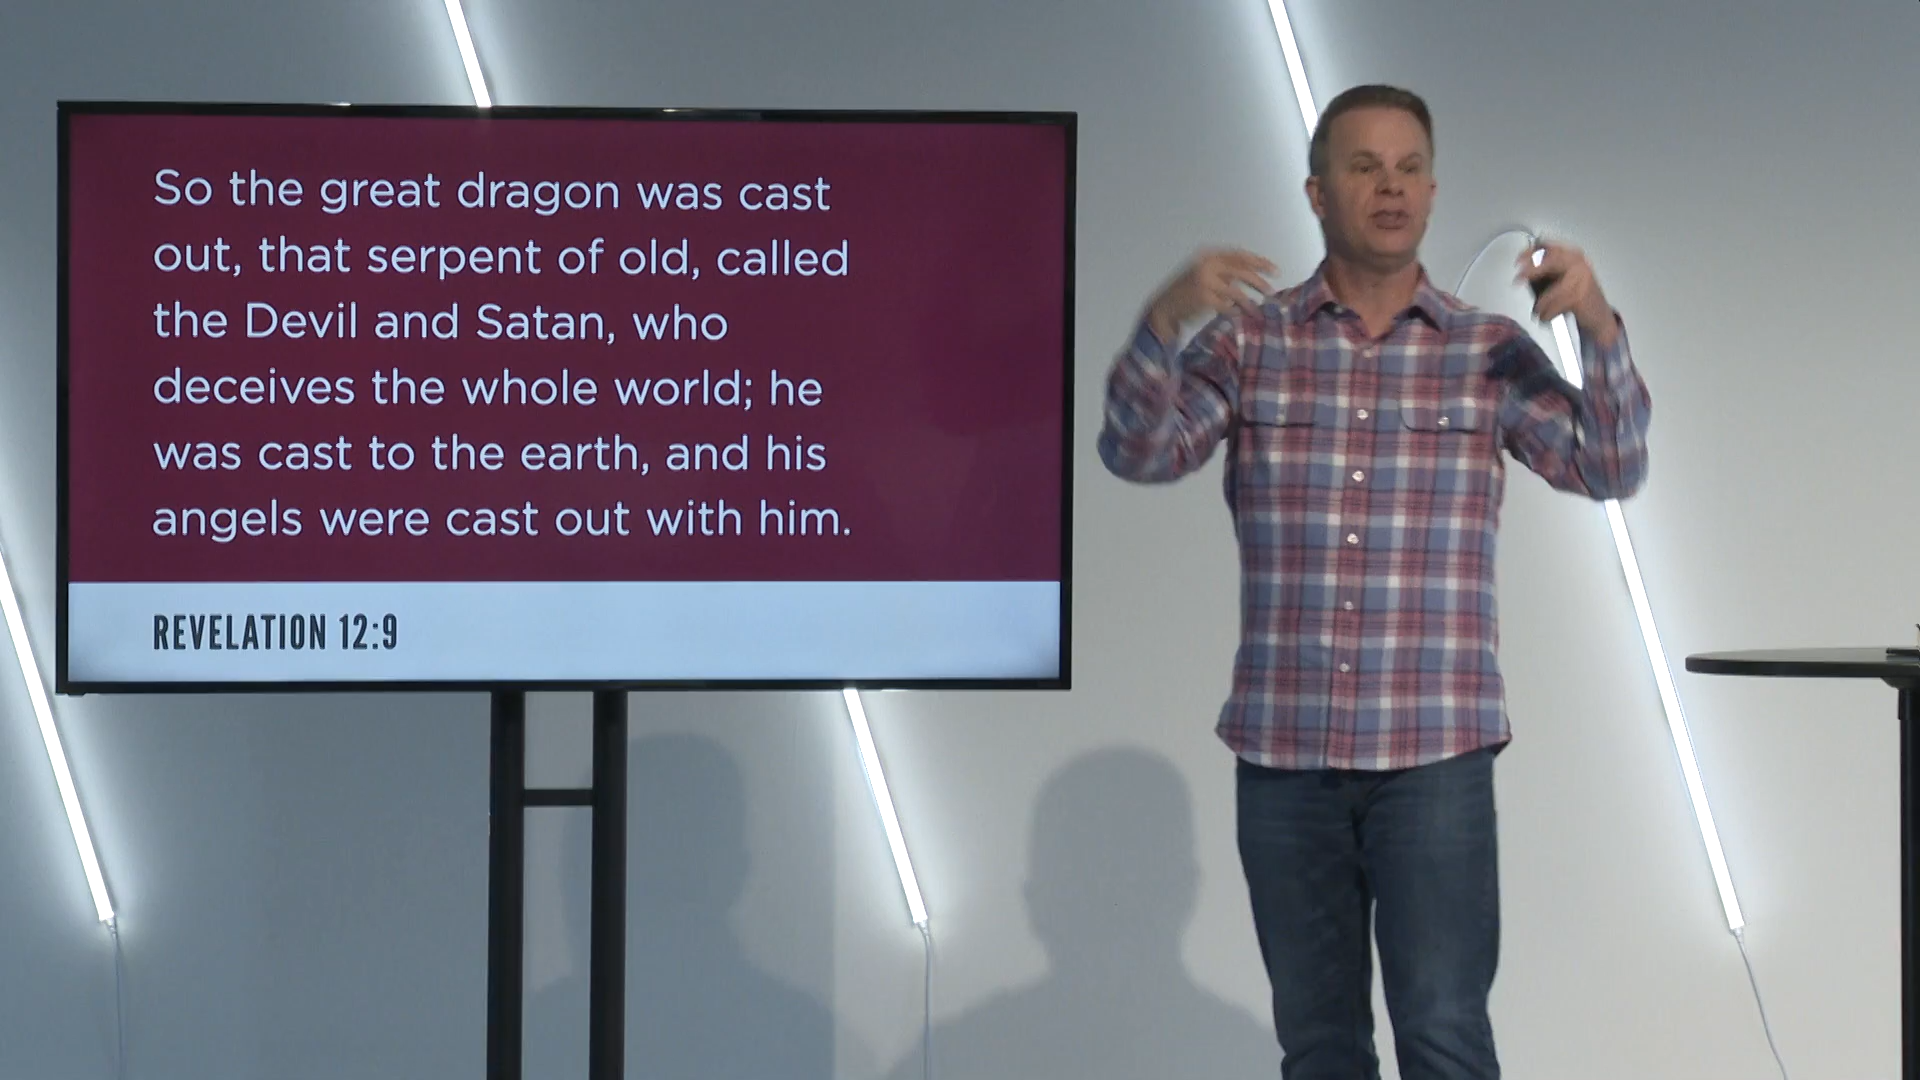 So the great dragon was cast
out, that serpent of old, called
the Devil and Satan, who
deceives the whole world; he
was cast to the earth, and his
angels were cast out with him.
REVELATION 12:9